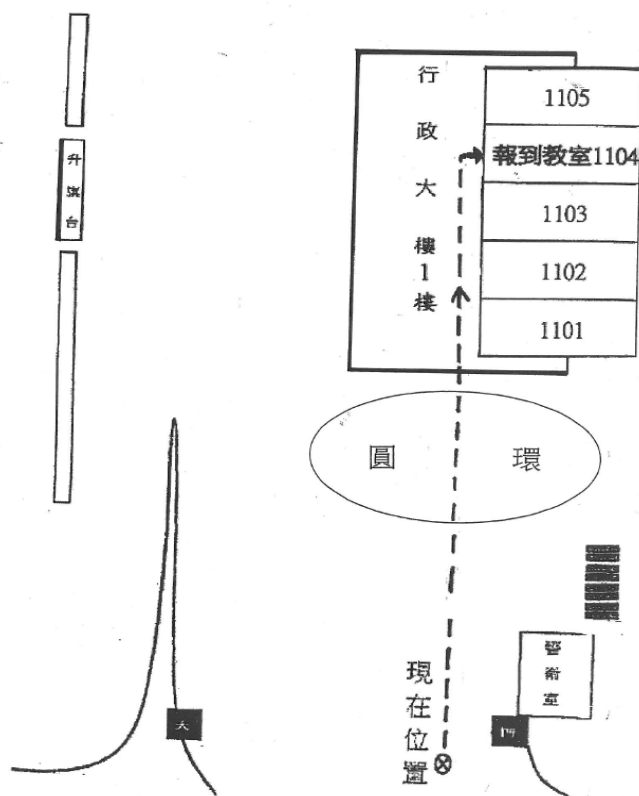 行政大樓1樓
1105
報到教室1104
1103
1102
1101
升旗台
圓環
警衛室
現在位置
大
門